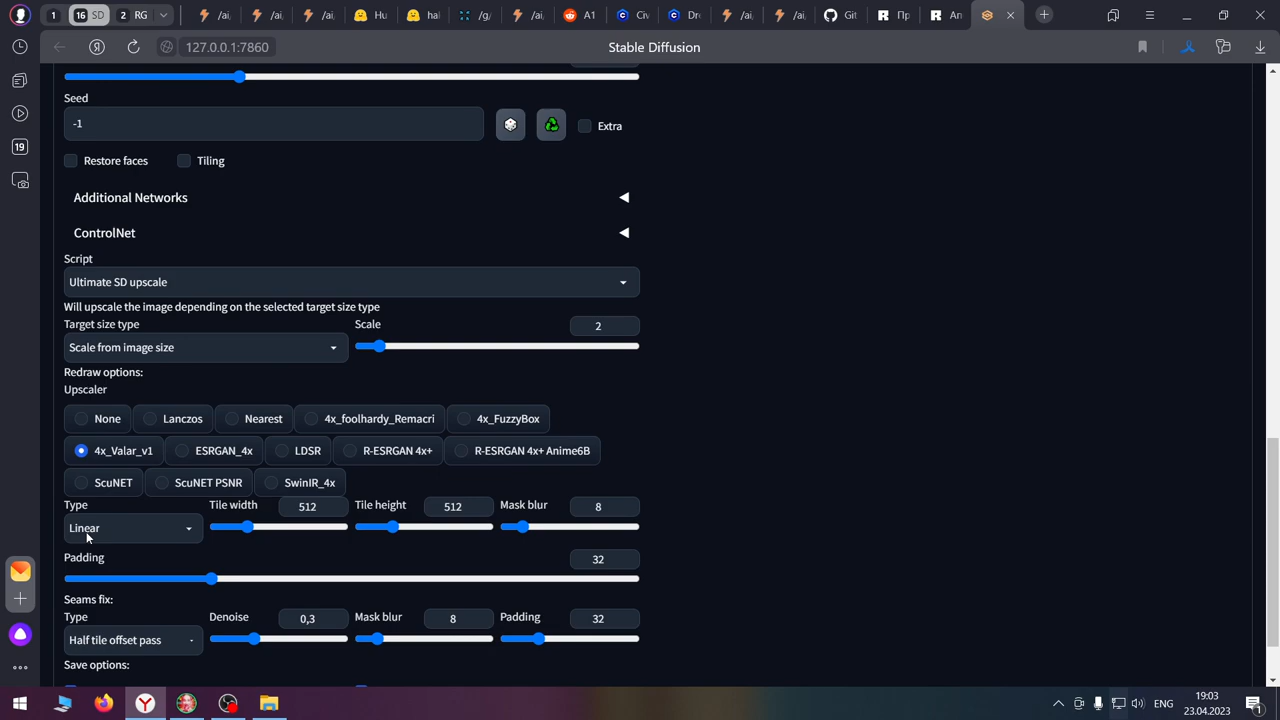 1
16 SD
2 RG
/ai,
/ai,
/ai,
Hu
hal
/g/
/ai,
A1
Civ
Dr
/ai,
/ai,
Git
Пр
An
127.0.0.1:7860
Stable Diffusion
19
Seed
-1
Extra
Restore faces
Tiling
Additional Networks
ControlNet
Script
Ultimate SD upscale
Will upscale the image depending on the selected target size type
Target size type
Scale
2
Scale from image size
Redraw options:
Upscaler
None
Lanczos
Nearest
4x_foolhardy_Remacri
4x_FuzzyBox
4x_Valar_v1
ESRGAN_4x
LDSR
R-ESRGAN 4x+
R-ESRGAN 4x+ Anime6B
ScuNET
ScuNET PSNR
SwinIR_4x
Type
Tile width
512
Tile height
512
Mask blur
8
Linear
Padding
32
Seams fix:
Type
Denoise
0,3
Mask blur
8
Padding
32
Half tile offset pass
Save options:
ENG
19:03
23.04.2023
1